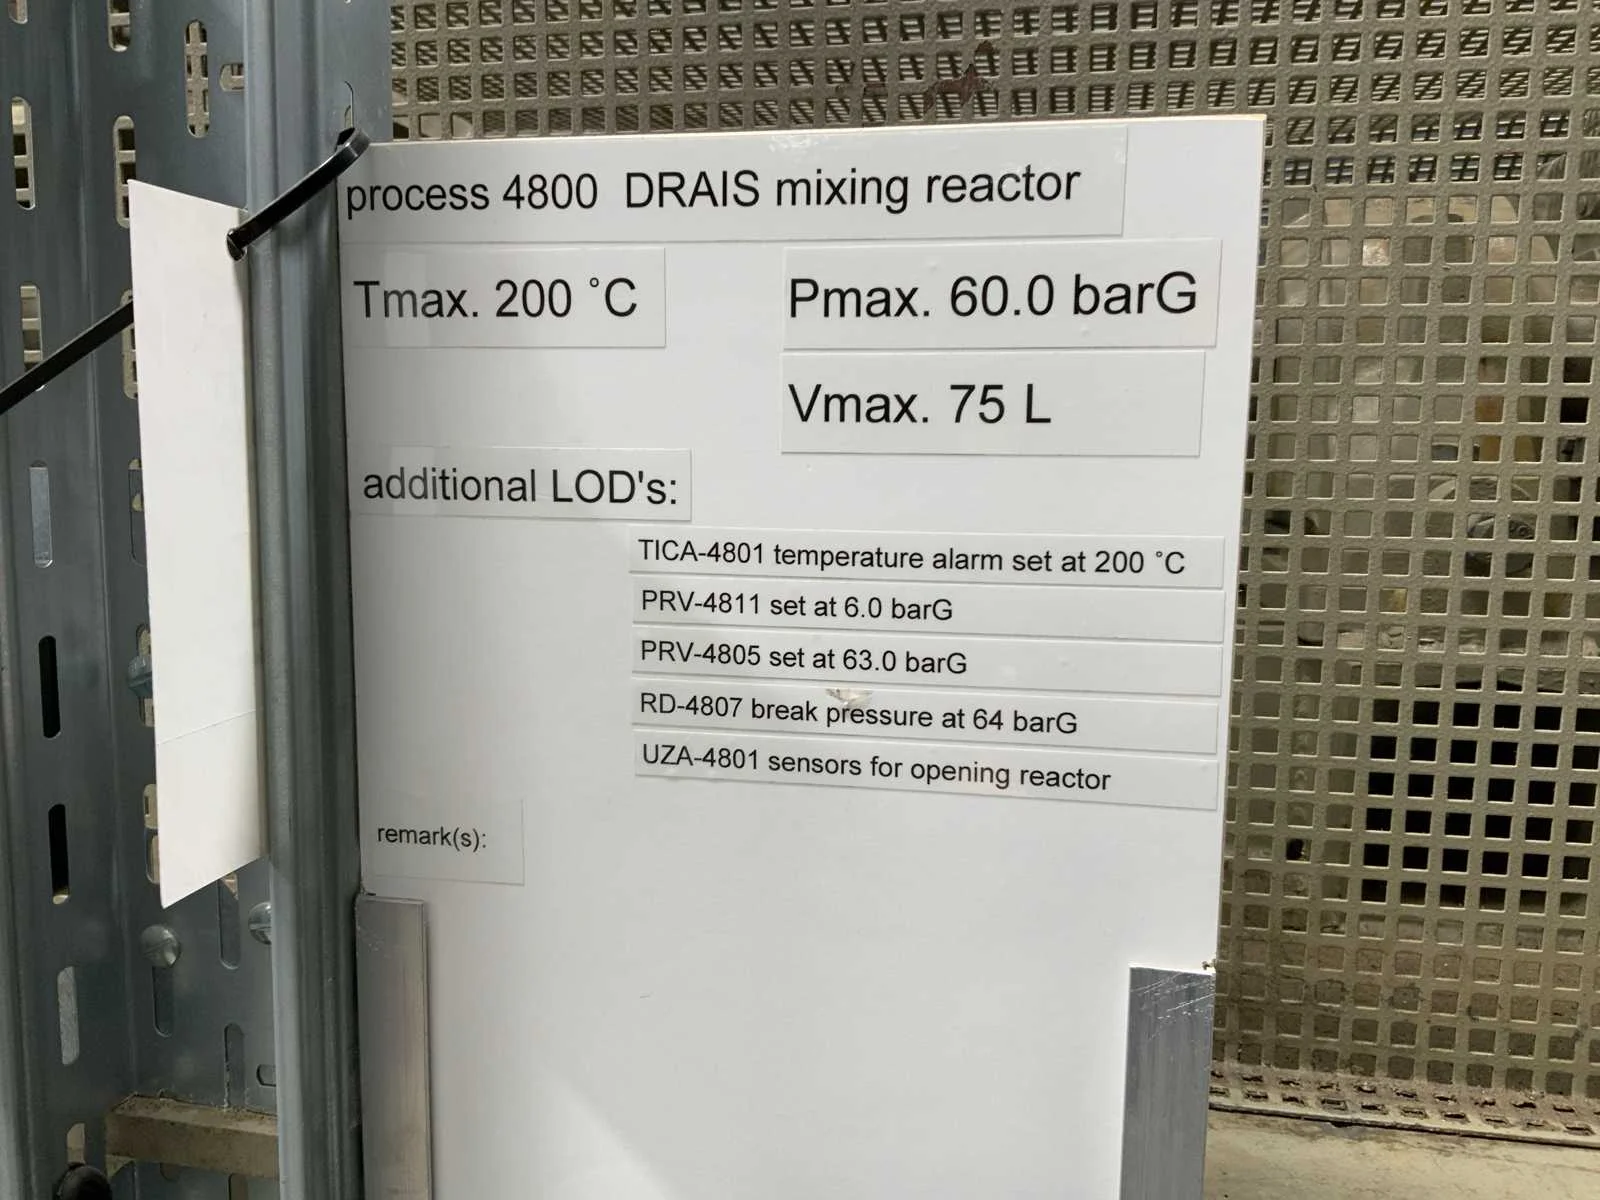 process 4800 DRAIS mixing reactor
Tmax. 200 °C
Pmax. 60.0 barG
Vmax. 75 L
additional LOD's:
TICA-4801 temperature alarm set at 200 °C
PRV-4811 set at 6.0 barG
PRV-4805 set at 63.0 barG
RD-4807 break pressure at 64 barG
UZA-4801 sensors for opening reactor
remark(s):